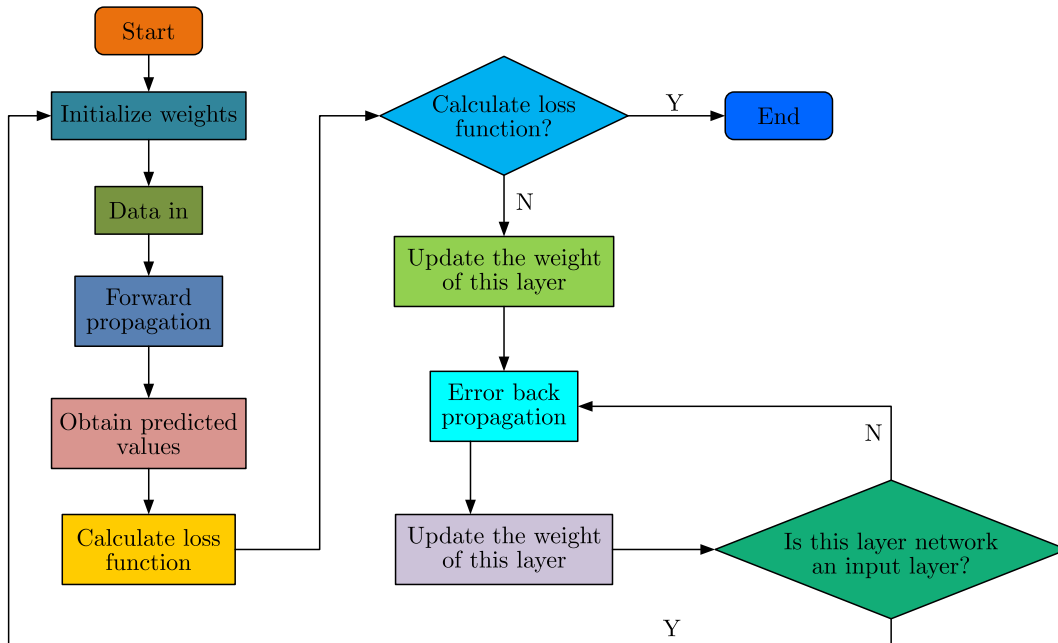 Start
Initialize weights
Data in
Forward
propagation
Obtain predicted
values
Calculate loss
function
Calculate loss
function?
Y
End
N
Update the weight
of this layer
Error back
propagation
Update the weight
of this layer
Is this layer network
an input layer?
N
Y